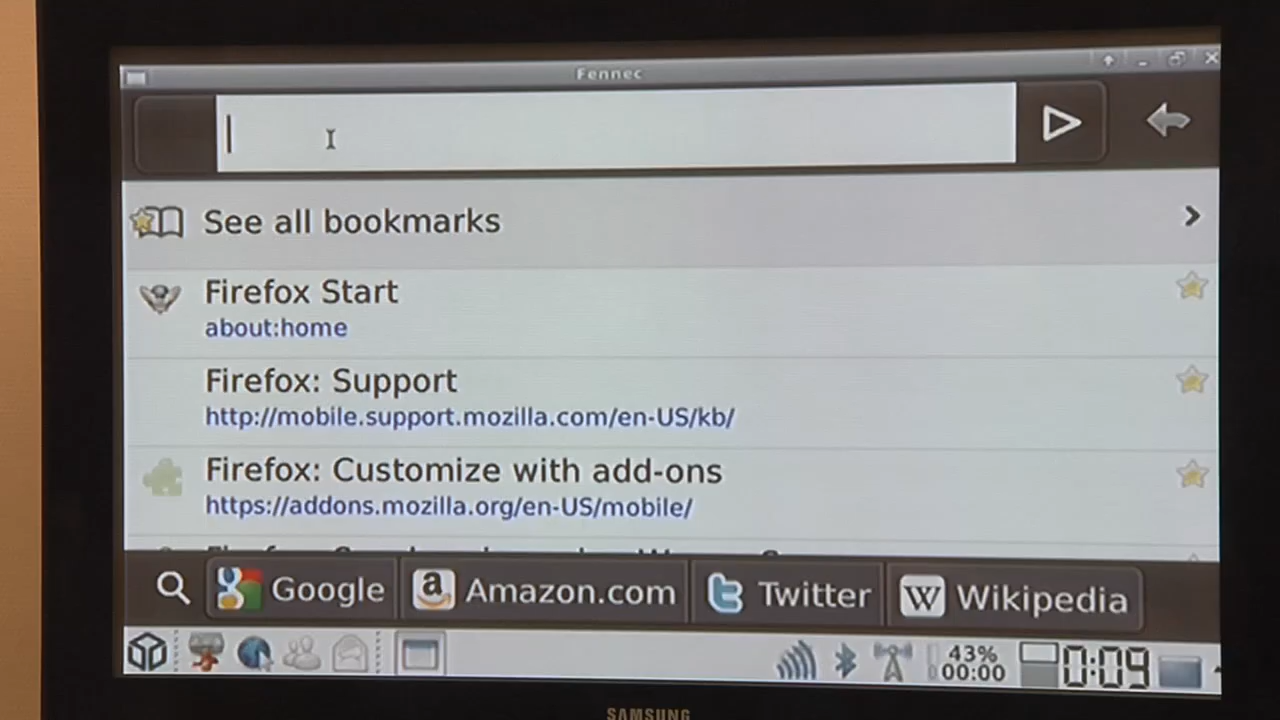 Fennec
See all bookmarks
Firefox Start
about:home
Firefox: Support
http://mobile.support.mozilla.com/en-US/kb/
Firefox: Customize with add-ons
https://addons.mozilla.org/en-US/mobile/
Google
Amazon.com
Twitter
W Wikipedia
43%
00:00
0:09
SAMSUNG